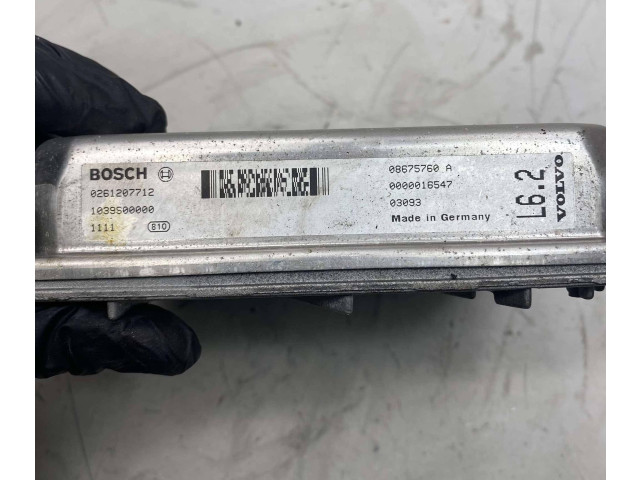 BOSCH
0261207712
1039S00000
1111 810
08675760 A
0000016547
03093
Made in Germany
L6.2
VOLVO